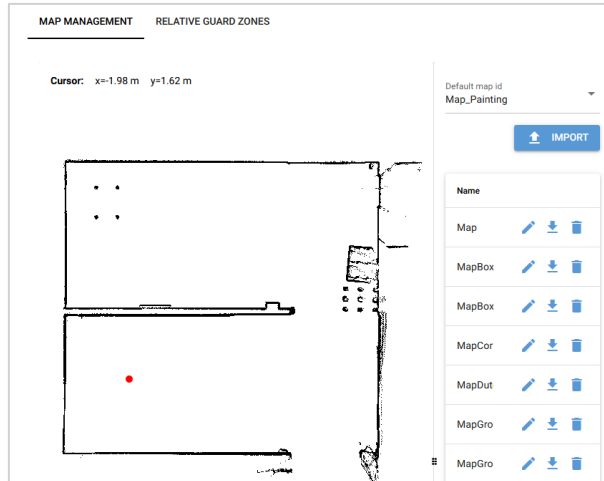 MAP MANAGEMENT RELATIVE GUARD ZONES
Cursor: x=-1.98 m y=1.62 m
Default map id
Map_Painting
IMPORT
Name
Map
MapBox
MapBox
MapCor
MapDut
MapGro
MapGro